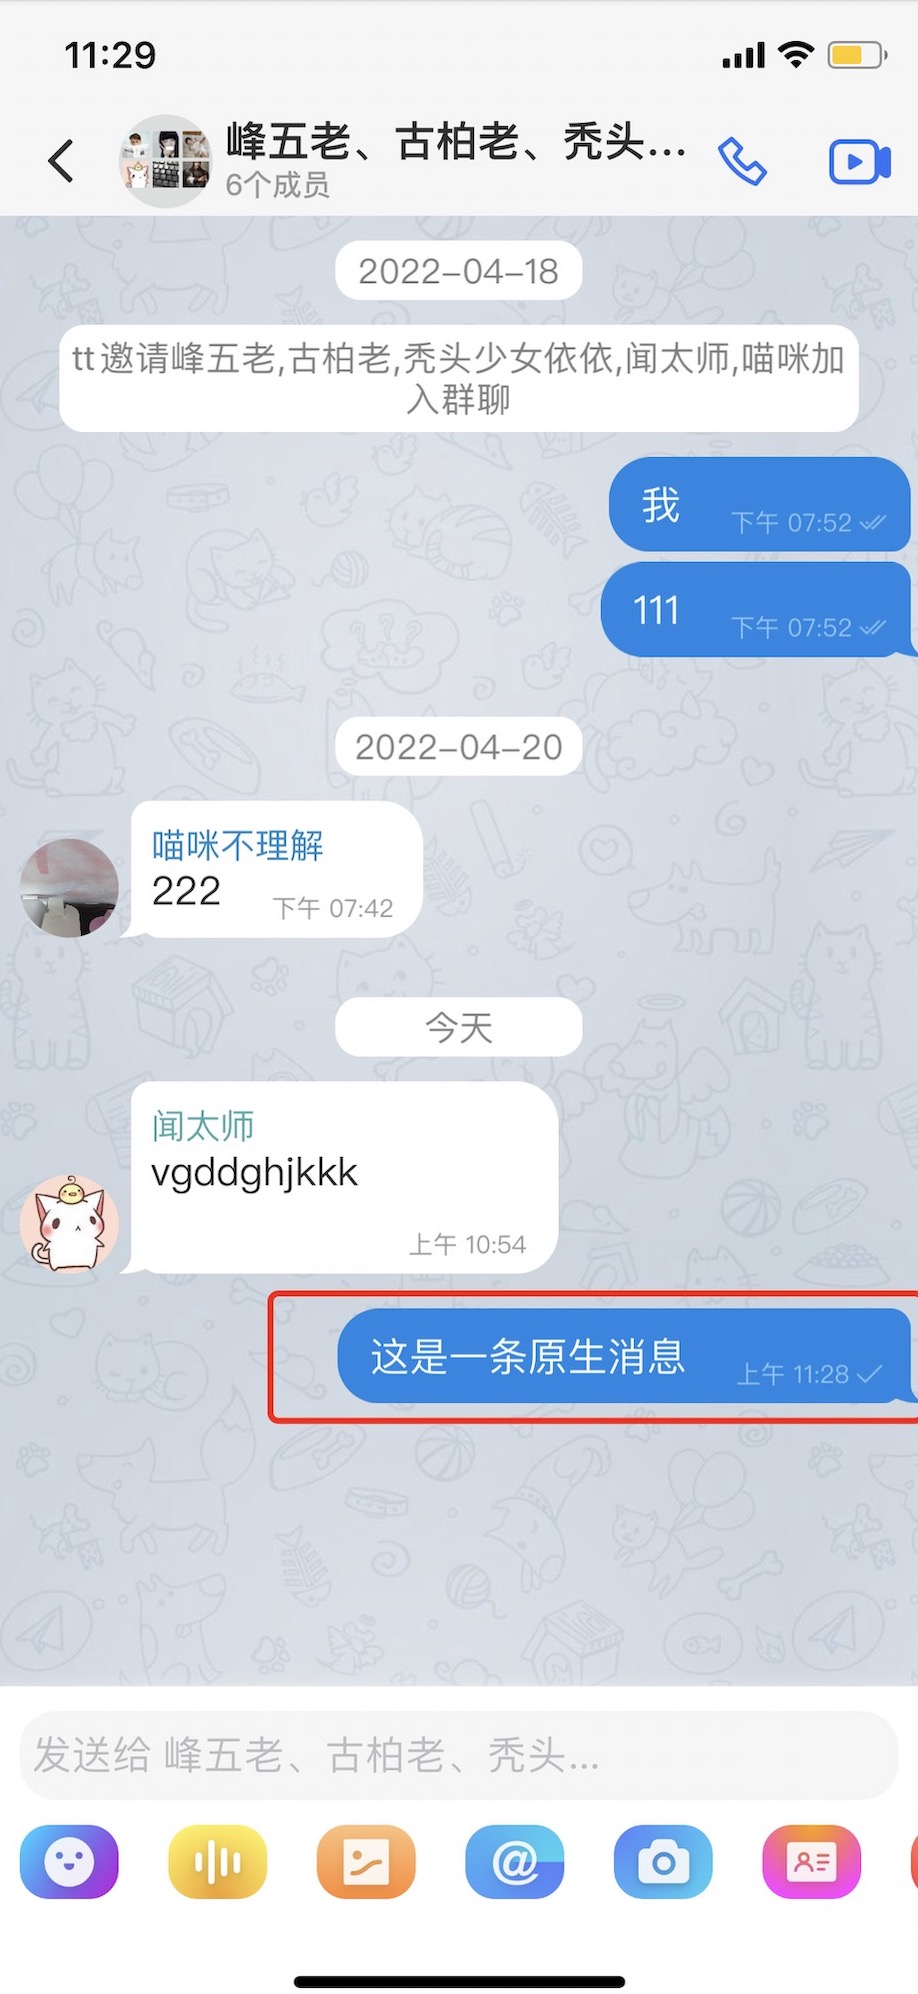 11:29
峰五老、古柏老、秃头...
6个成员
2022-04-18
tt邀请峰五老,古柏老,秃头少女依依,闻太师,喵咪加
入群聊
我 下午 07:52
111 下午 07:52
2022-04-20
喵咪不理解
222 下午 07:42
今天
闻太师
vgddghjkkk
上午 10:54
这是一条原生消息 上午 11:28
发送给 峰五老、古柏老、秃头...